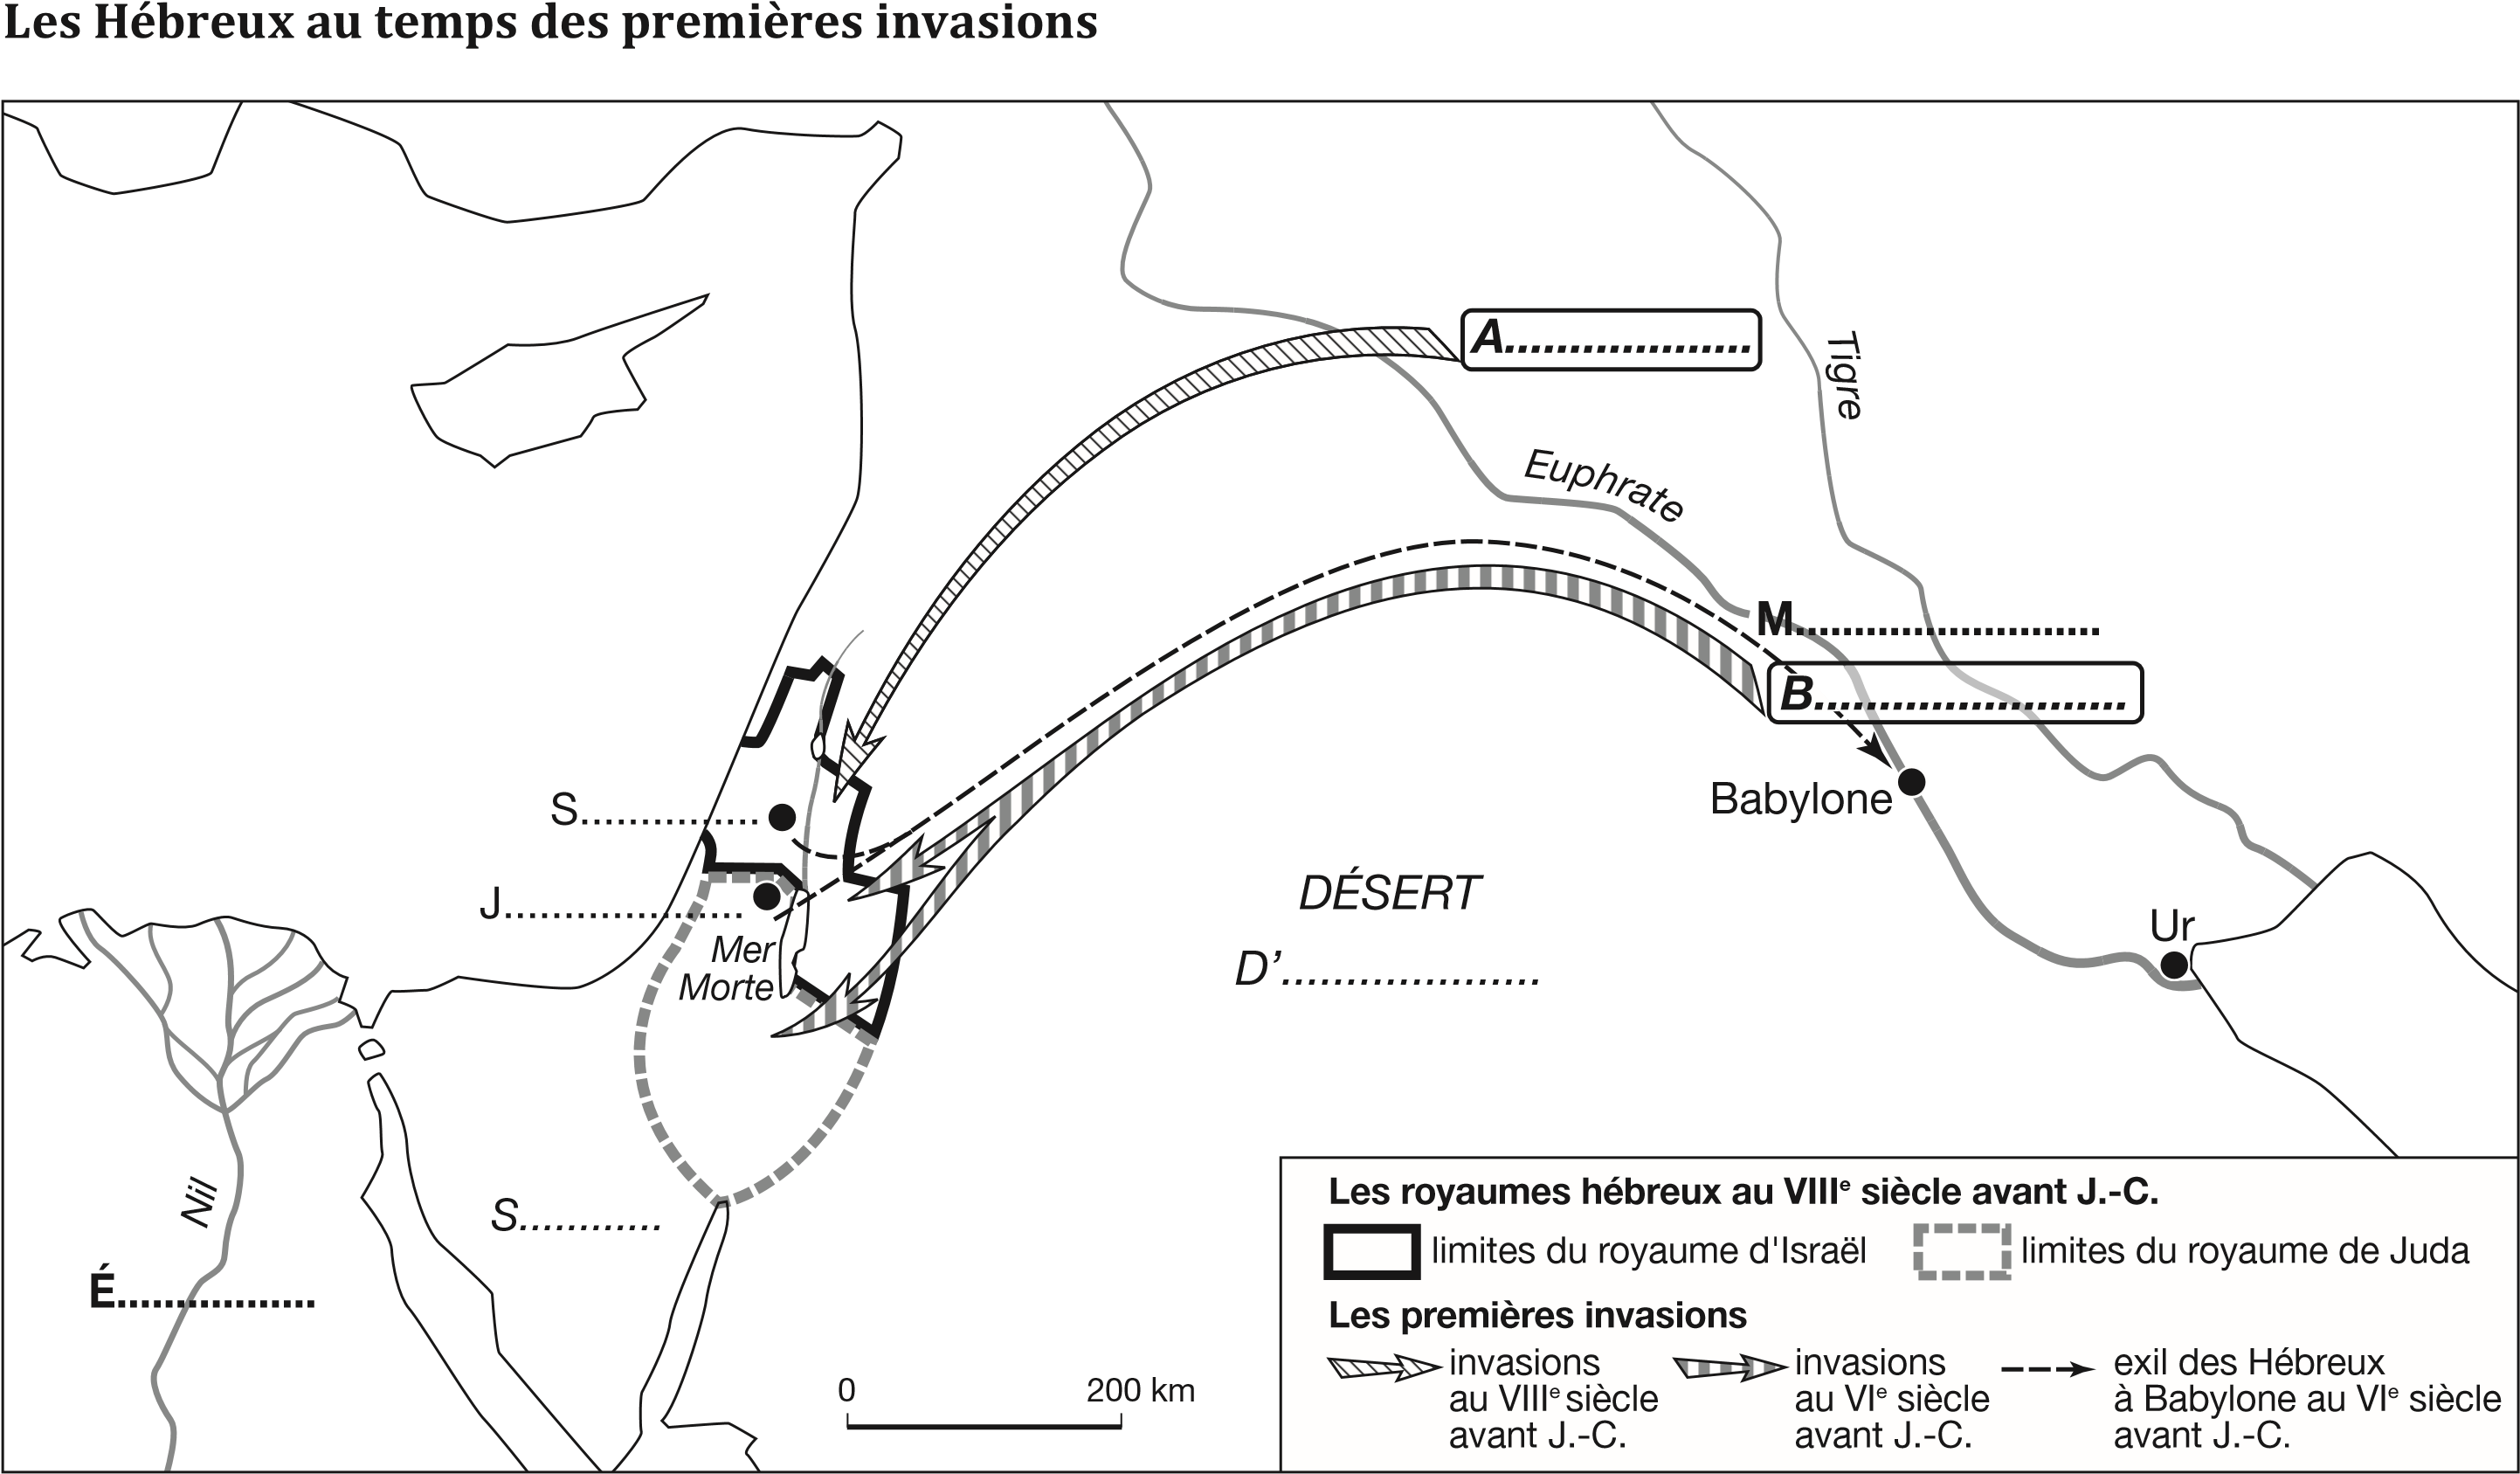 Les Hébreux au temps des premières invasions
A...................
Tigre
Euphrate
M..........................
B........................
S..............
Babylone
DÉSERT
J.....................
Ur
Mer
Morte
D’....................
Nil
S............
É.................
0 200 km
Les royaumes hébreux au VIIIe siècle avant J.-C.
limites du royaume d'Israël
limites du royaume de Juda
Les premières invasions
invasions
au VIIIe siècle
avant J.-C.
invasions
au VIe siècle
avant J.-C.
exil des Hébreux
à Babylone au VIe siècle
avant J.-C.